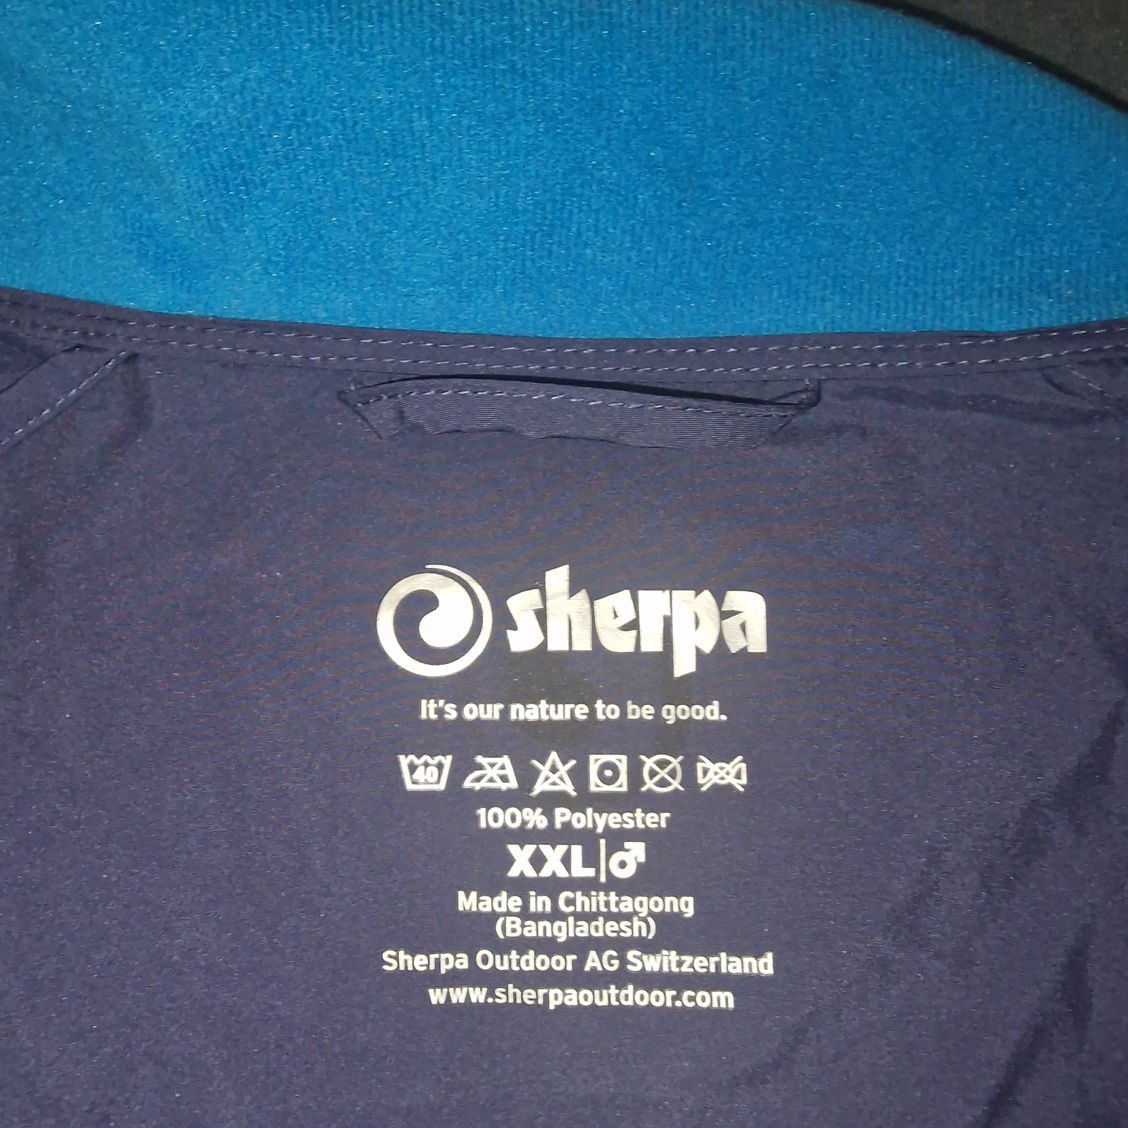 sherpa
It's our nature to be good.
40
100% Polyester
XXL|♂
Made in Chittagong
(Bangladesh)
Sherpa Outdoor AG Switzerland
www.sherpaoutdoor.com